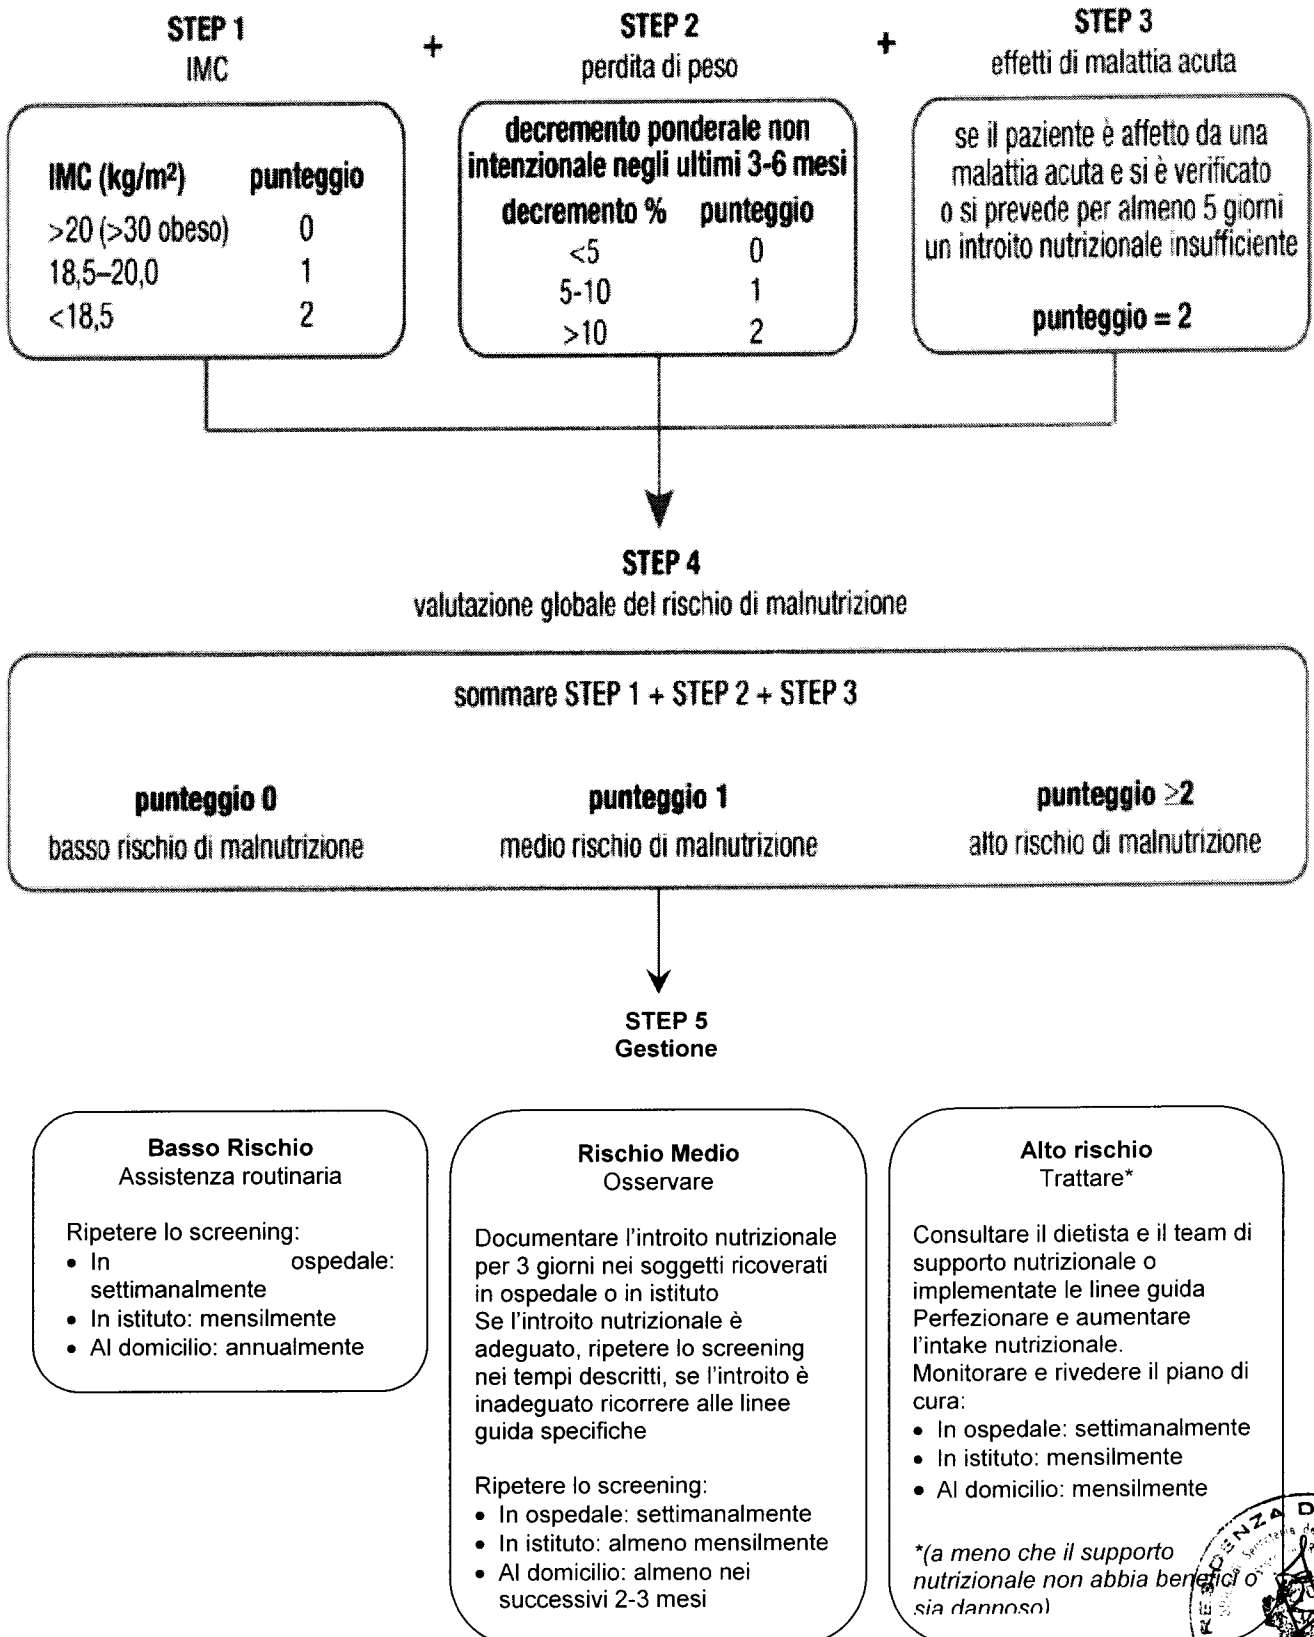 STEP 1
IMC
+
STEP 2
perdita di peso
+
STEP 3
effetti di malattia acuta
IMC (kg/m²) punteggio
>20 (>30 obeso) 0
18,5–20,0 1
<18,5 2
decremento ponderale non
intenzionale negli ultimi 3-6 mesi
decremento % punteggio
<5 0
5-10 1
>10 2
se il paziente è affetto da una
malattia acuta e si è verificato
o si prevede per almeno 5 giorni
un introito nutrizionale insufficiente
punteggio = 2
STEP 4
valutazione globale del rischio di malnutrizione
sommare STEP 1 + STEP 2 + STEP 3
punteggio 0
basso rischio di malnutrizione
punteggio 1
medio rischio di malnutrizione
punteggio ≥2
alto rischio di malnutrizione
STEP 5
Gestione
Basso Rischio
Assistenza routinaria
Ripetere lo screening:
• In ospedale:
settimanalmente
• In istituto: mensilmente
• Al domicilio: annualmente
Rischio Medio
Osservare
Documentare l'introito nutrizionale
per 3 giorni nei soggetti ricoverati
in ospedale o in istituto
Se l'introito nutrizionale è
adeguato, ripetere lo screening
nei tempi descritti, se l'introito è
inadeguato ricorrere alle linee
guida specifiche
Ripetere lo screening:
• In ospedale: settimanalmente
• In istituto: almeno mensilmente
• Al domicilio: almeno nei
successivi 2-3 mesi
Alto rischio
Trattare*
Consultare il dietista e il team di
supporto nutrizionale o
implementate le linee guida
Perfezionare e aumentare
l'intake nutrizionale.
Monitorare e rivedere il piano di
cura:
• In ospedale: settimanalmente
• In istituto: mensilmente
• Al domicilio: mensilmente
*(a meno che il supporto
nutrizionale non abbia benefici o
sia dannoso)